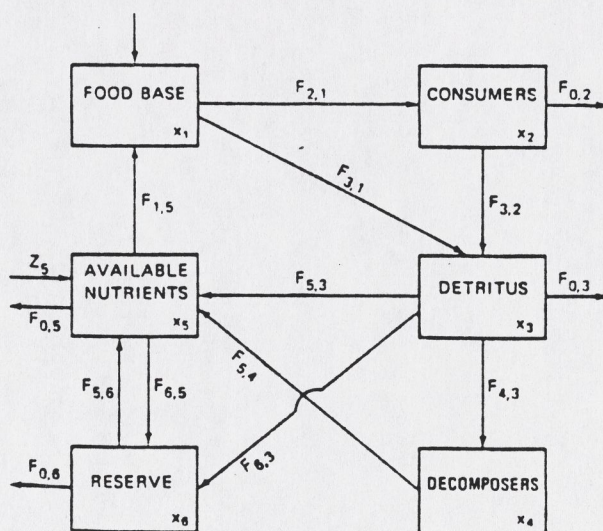 FOOD BASE
x1
F2,1
CONSUMERS
x2
F0,2
F3,1
F1,5
F3,2
Z5
AVAILABLE
NUTRIENTS
x5
F0,5
F5,3
DETRITUS
x3
F0,3
F5,6
F6,5
F5,4
F4,3
F0,6
RESERVE
x6
F6,3
DECOMPOSERS
x4